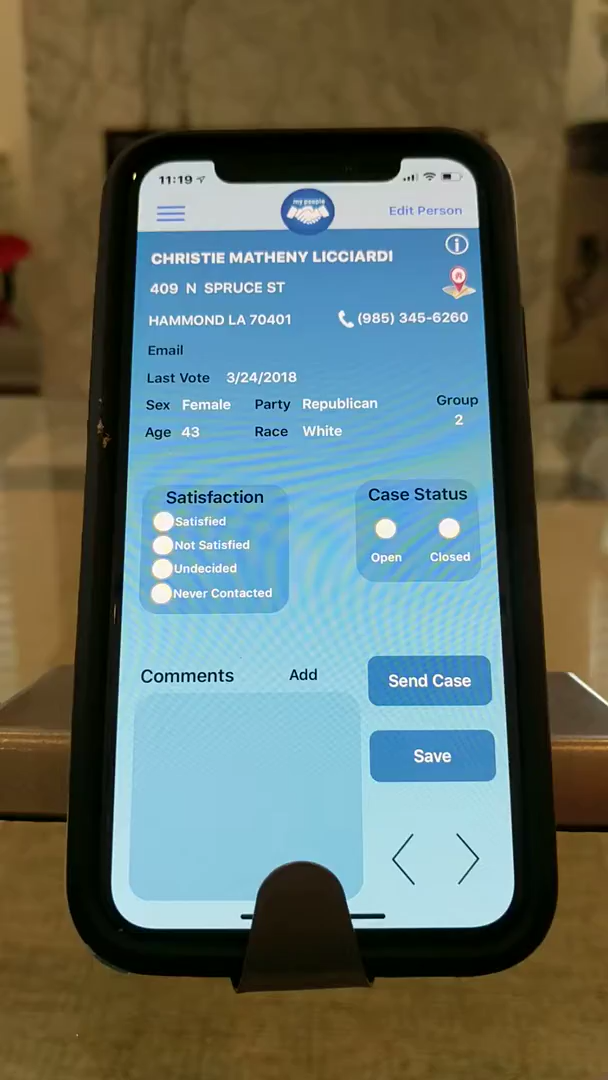 11:19
my people
Edit Person
CHRISTIE MATHENY LICCIARDI
409 N SPRUCE ST
HAMMOND LA 70401 (985) 345-6260
Email
Last Vote 3/24/2018
Sex Female Party Republican Group
Age 43 Race White 2
Satisfaction
Satisfied
Not Satisfied
Undecided
Never Contacted
Case Status
Open Closed
Comments Add
Send Case
Save